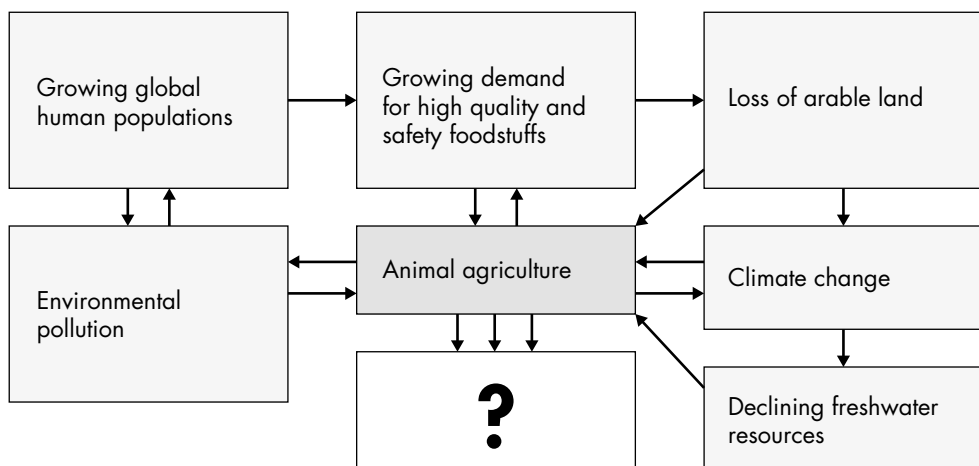 Growing global
human populations
Growing demand
for high quality and
safety foodstuffs
Loss of arable land
Environmental
pollution
Animal agriculture
Climate change
?
Declining freshwater
resources